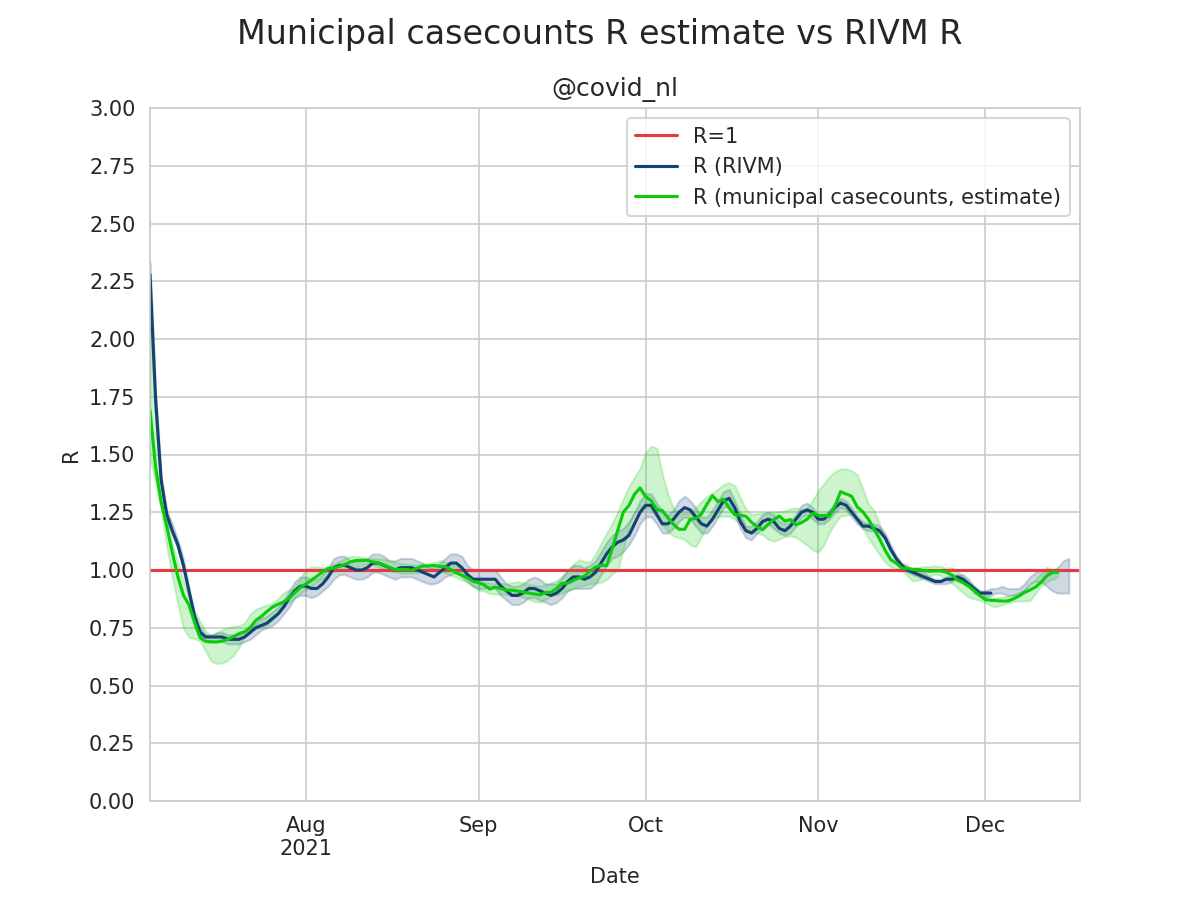 Municipal casecounts R estimate vs RIVM R
@covid_nl
3.00
2.75
2.50
2.25
2.00
1.75
1.50
1.25
1.00
0.75
0.50
0.25
0.00
R
R=1
R (RIVM)
R (municipal casecounts, estimate)
Aug
2021
Sep
Oct
Nov
Dec
Date